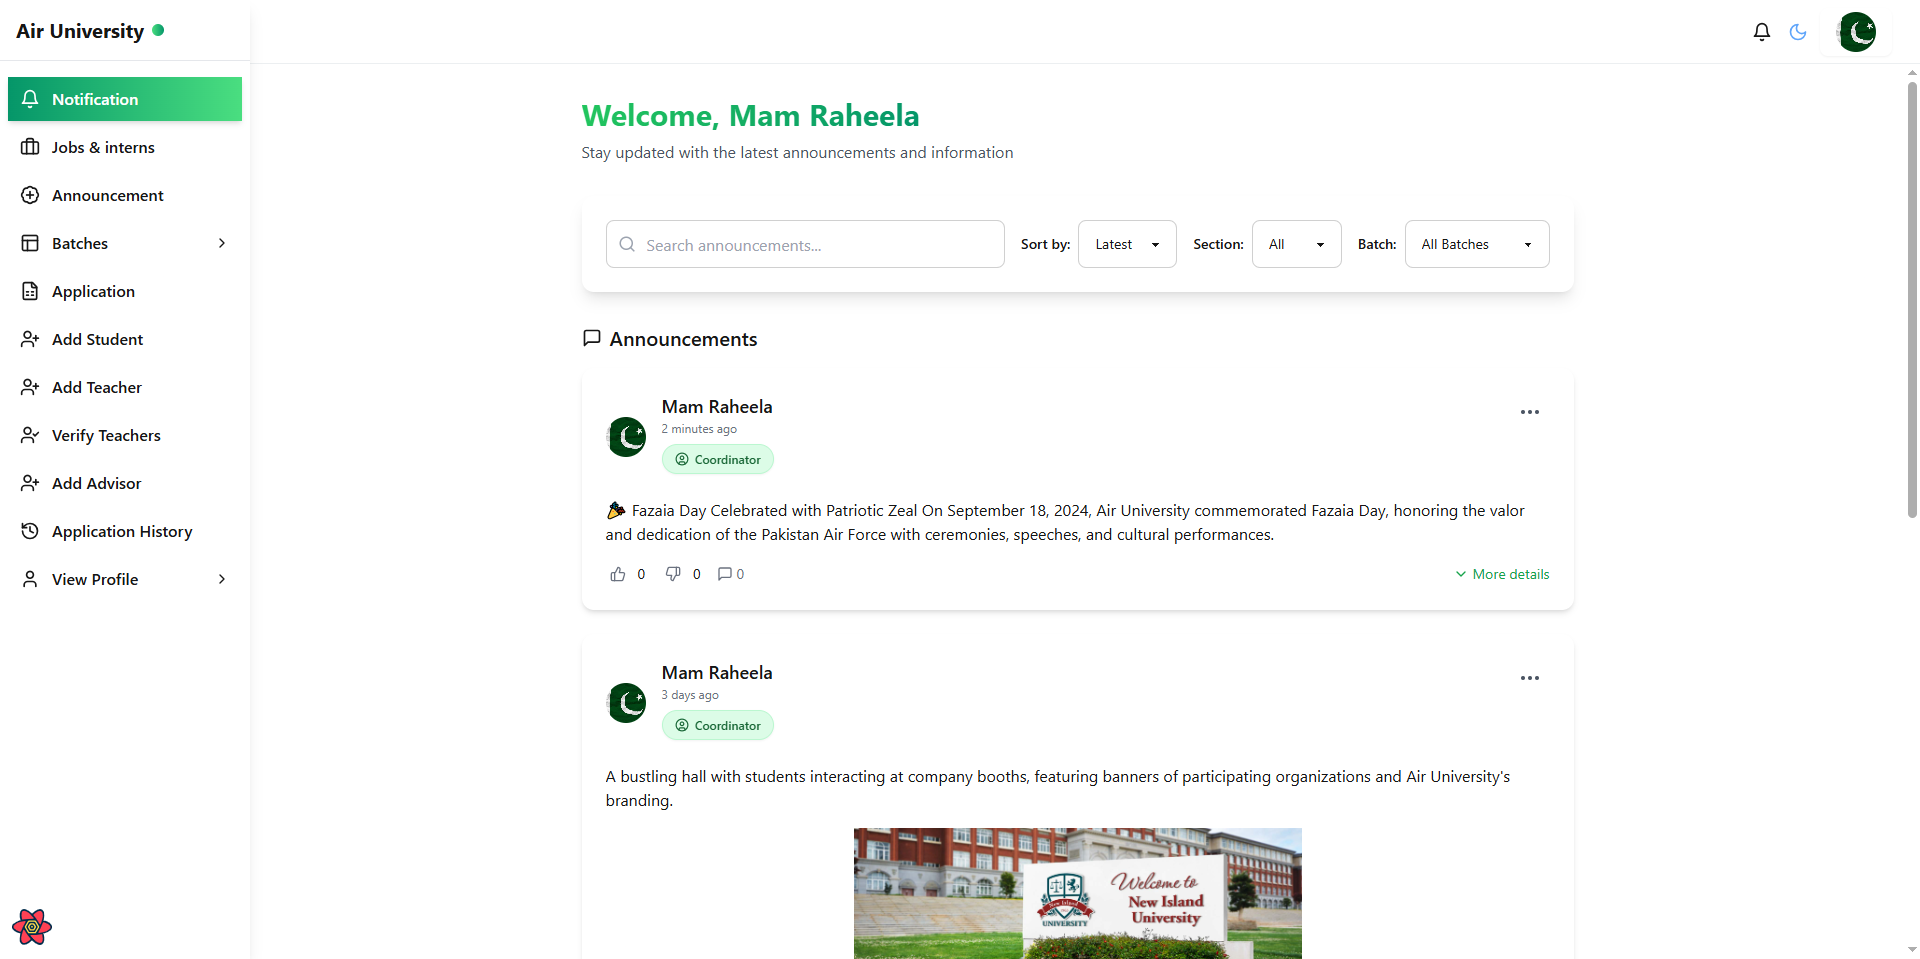 Air University
Notification
Jobs & interns
Announcement
Batches
Application
Add Student
Add Teacher
Verify Teachers
Add Advisor
Application History
View Profile
Welcome, Mam Raheela
Stay updated with the latest announcements and information
Search announcements...
Sort by: Latest Section: All Batch: All Batches
Announcements
Mam Raheela
2 minutes ago
Coordinator
Fazaia Day Celebrated with Patriotic Zeal On September 18, 2024, Air University commemorated Fazaia Day, honoring the valor
and dedication of the Pakistan Air Force with ceremonies, speeches, and cultural performances.
0 0 0 More details
Mam Raheela
3 days ago
Coordinator
A bustling hall with students interacting at company booths, featuring banners of participating organizations and Air University's
branding.
Welcome to
New Island
University
New Island
UNIVERSITY